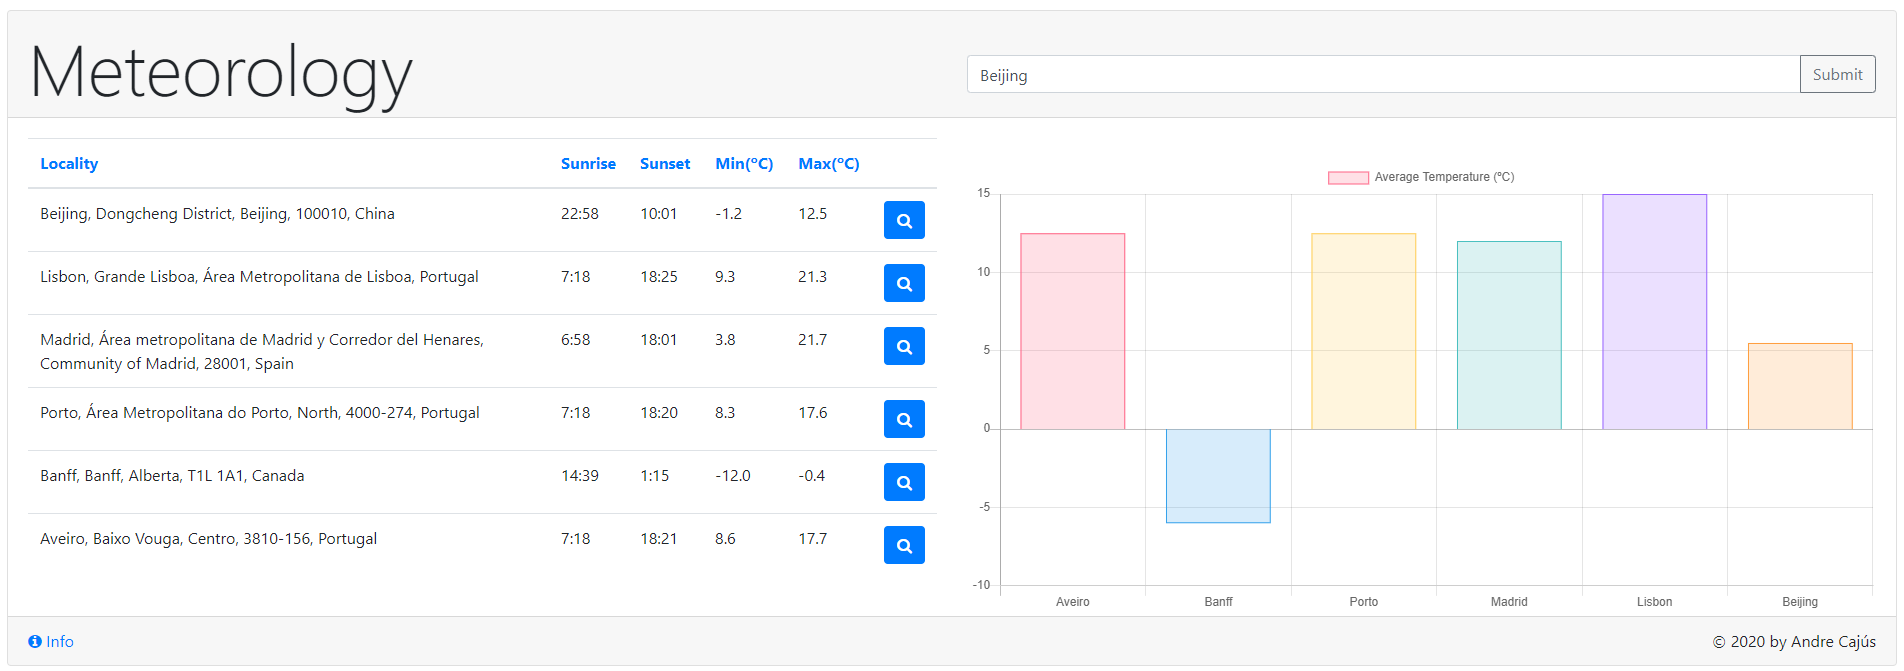 Meteorology
Beijing
Submit
Locality Sunrise Sunset Min(ºC) Max(ºC)
Beijing, Dongcheng District, Beijing, 100010, China 22:58 10:01 -1.2 12.5
Lisbon, Grande Lisboa, Área Metropolitana de Lisboa, Portugal 7:18 18:25 9.3 21.3
Madrid, Área metropolitana de Madrid y Corredor del Henares, 6:58 18:01 3.8 21.7
Community of Madrid, 28001, Spain
Porto, Área Metropolitana do Porto, North, 4000-274, Portugal 7:18 18:20 8.3 17.6
Banff, Banff, Alberta, T1L 1A1, Canada 14:39 1:15 -12.0 -0.4
Aveiro, Baixo Vouga, Centro, 3810-156, Portugal 7:18 18:21 8.6 17.7
Average Temperature (ºC)
15
10
5
0
-5
-10
Aveiro Banff Porto Madrid Lisbon Beijing
Info
© 2020 by Andre Cajús